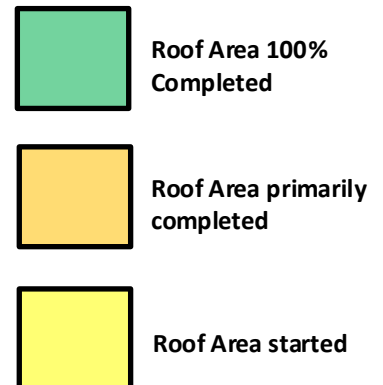 Roof Area 100%
Completed
Roof Area primarily
completed
Roof Area started